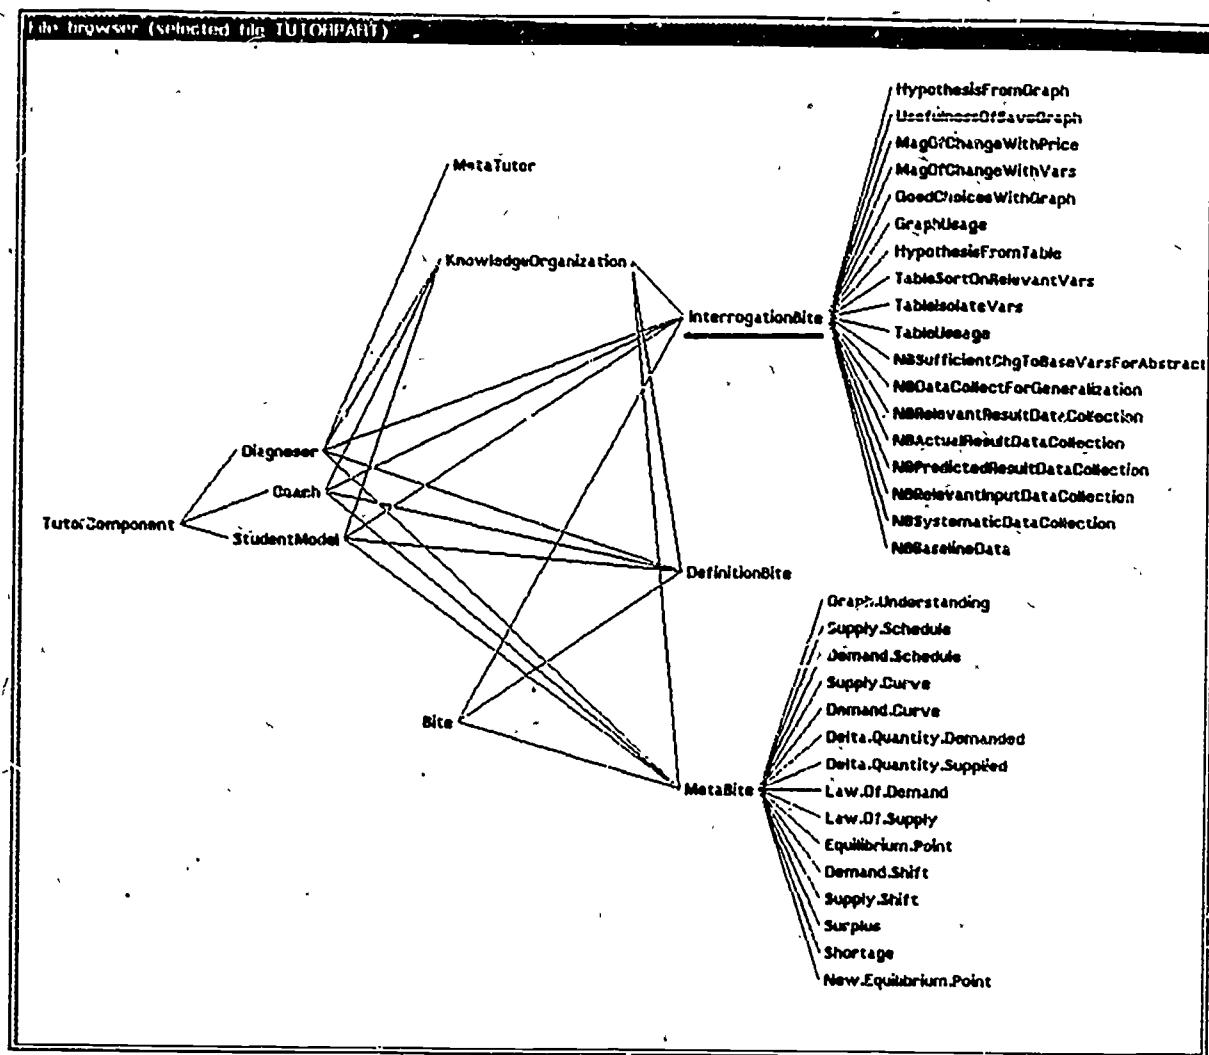 File browser (selected file TUTORPART)
HypothesisFromGraph
UsefulnessOfSaveGraph
MagOfChangeWithPrice
MagOfChangeWithVars
GoodChoicesWithGraph
GraphUsage
HypothesisFromTable
TableSortOnRelevantVars
TableIsolateVars
TableUseage
NBSufficientChgToBaseVarsForAbstract
NBDataCollectForGeneralization
NBRelevantResultDataCollection
NBActualResultDataCollection
NBPredictedResultDataCollection
NBRelevantInputDataCollection
NBSystematicDataCollection
NBBaselineData
MetaTutor
KnowledgeOrganization
InterrogationBite
Diagnoser
Coach
TutorComponent
StudentModel
DefinitionBite
Bite
MetaBite
Graph.Understanding
Supply.Schedule
Demand.Schedule
Supply.Curve
Demand.Curve
Delta.Quantity.Demanded
Delta.Quantity.Supplied
Law.Of.Demand
Law.Of.Supply
Equilibrium.Point
Demand.Shift
Supply.Shift
Surplus
Shortage
New.Equilibrium.Point